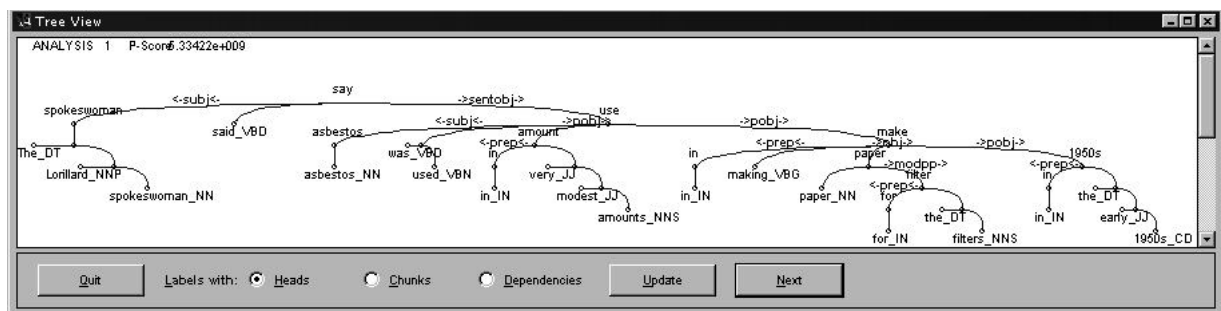 Tree View
ANALYSIS 1 P-Score5.33422e+009
say
<-subj<- ->sentobj->
spokeswoman use
said_VBD asbestos <-subj<- ->pobj-> amount ->pobj-> make
The_DT was_VBD <-prep<- in in <-prep<- ->obj-> paper ->pobj-> 1950s
Lorillard_NNP asbestos_NN used_VBN very_JJ making_VBG ->modpp-> filter <-prep<- in
spokeswoman_NN in_IN modest_JJ in_IN paper_NN <-prep<- for the_DT
amounts_NNS the_DT in_IN early_JJ
for_IN filters_NNS 1950s_CD
Quit Labels with: Heads Chunks Dependencies Update Next